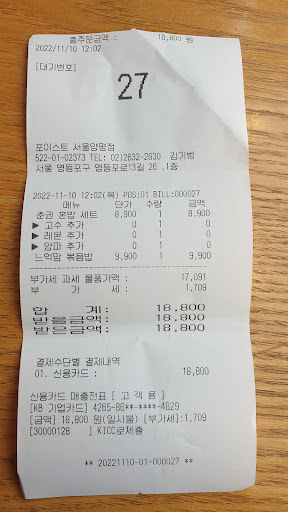 총주문금액 : 18,800 원
2022/11/10 12:02
[대기번호]
27
포이스트 서울양평점
522-01-02373 TEL: 02)2632-2630 김기범
서울 영등포구 영등포로13길 26 ,1층
2022-11-10 12:02(목) POS:01 BILL:000027
메뉴 단가 수량 금액
춘권 혼밥 세트 8,900 1 8,900
▶ 고수 추가 0 1 0
▶ 레몬 추가 0 1 0
▶ 양파 추가 0 1 0
느억맘 볶음밥 9,900 1 9,900
부가세 과세 물품가액 : 17,091
부 가 세 : 1,709
합 계: 18,800
받을금액: 18,800
받은금액: 18,800
결제수단별 결제내역
01. 신용카드 : 18,800
신용카드 매출전표 [ 고 객 용 ]
[KB 기업카드] 4265-86**-****-4B29
[금액] 18,800 원(일시불) [부가세]:1,709
[30000128 ] KICC로제출
** 20221110-01-000027 **